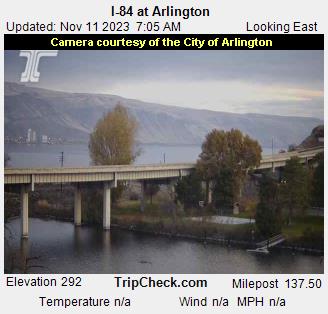 I-84 at Arlington
Updated: Nov 11 2023 7:05 AM Looking East
Camera courtesy of the City of Arlington
Elevation 292 TripCheck.com Milepost 137.50
Temperature n/a Wind n/a MPH n/a